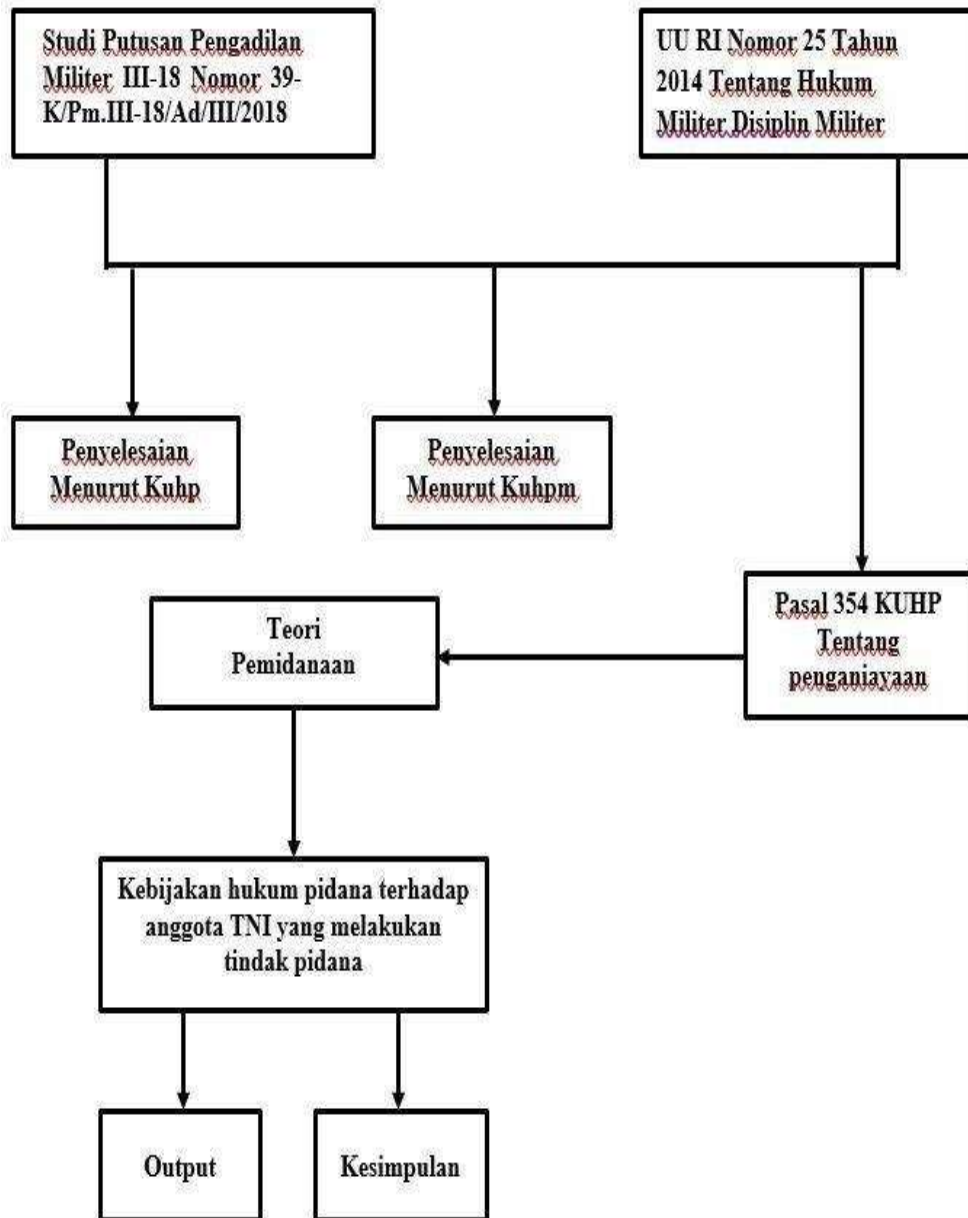 Studi Putusan Pengadilan
Militer III-18 Nomor 39-
K/Pm.III-18/Ad/III/2018
UU RI Nomor 25 Tahun
2014 Tentang Hukum
Militer Disiplin Militer
Penyelesaian
Menurut Kuhp
Penyelesaian
Menurut Kuhpm
Pasal 354 KUHP
Tentang
penganiayaan
Teori
Pemidanaan
Kebijakan hukum pidana terhadap
anggota TNI yang melakukan
tindak pidana
Output
Kesimpulan